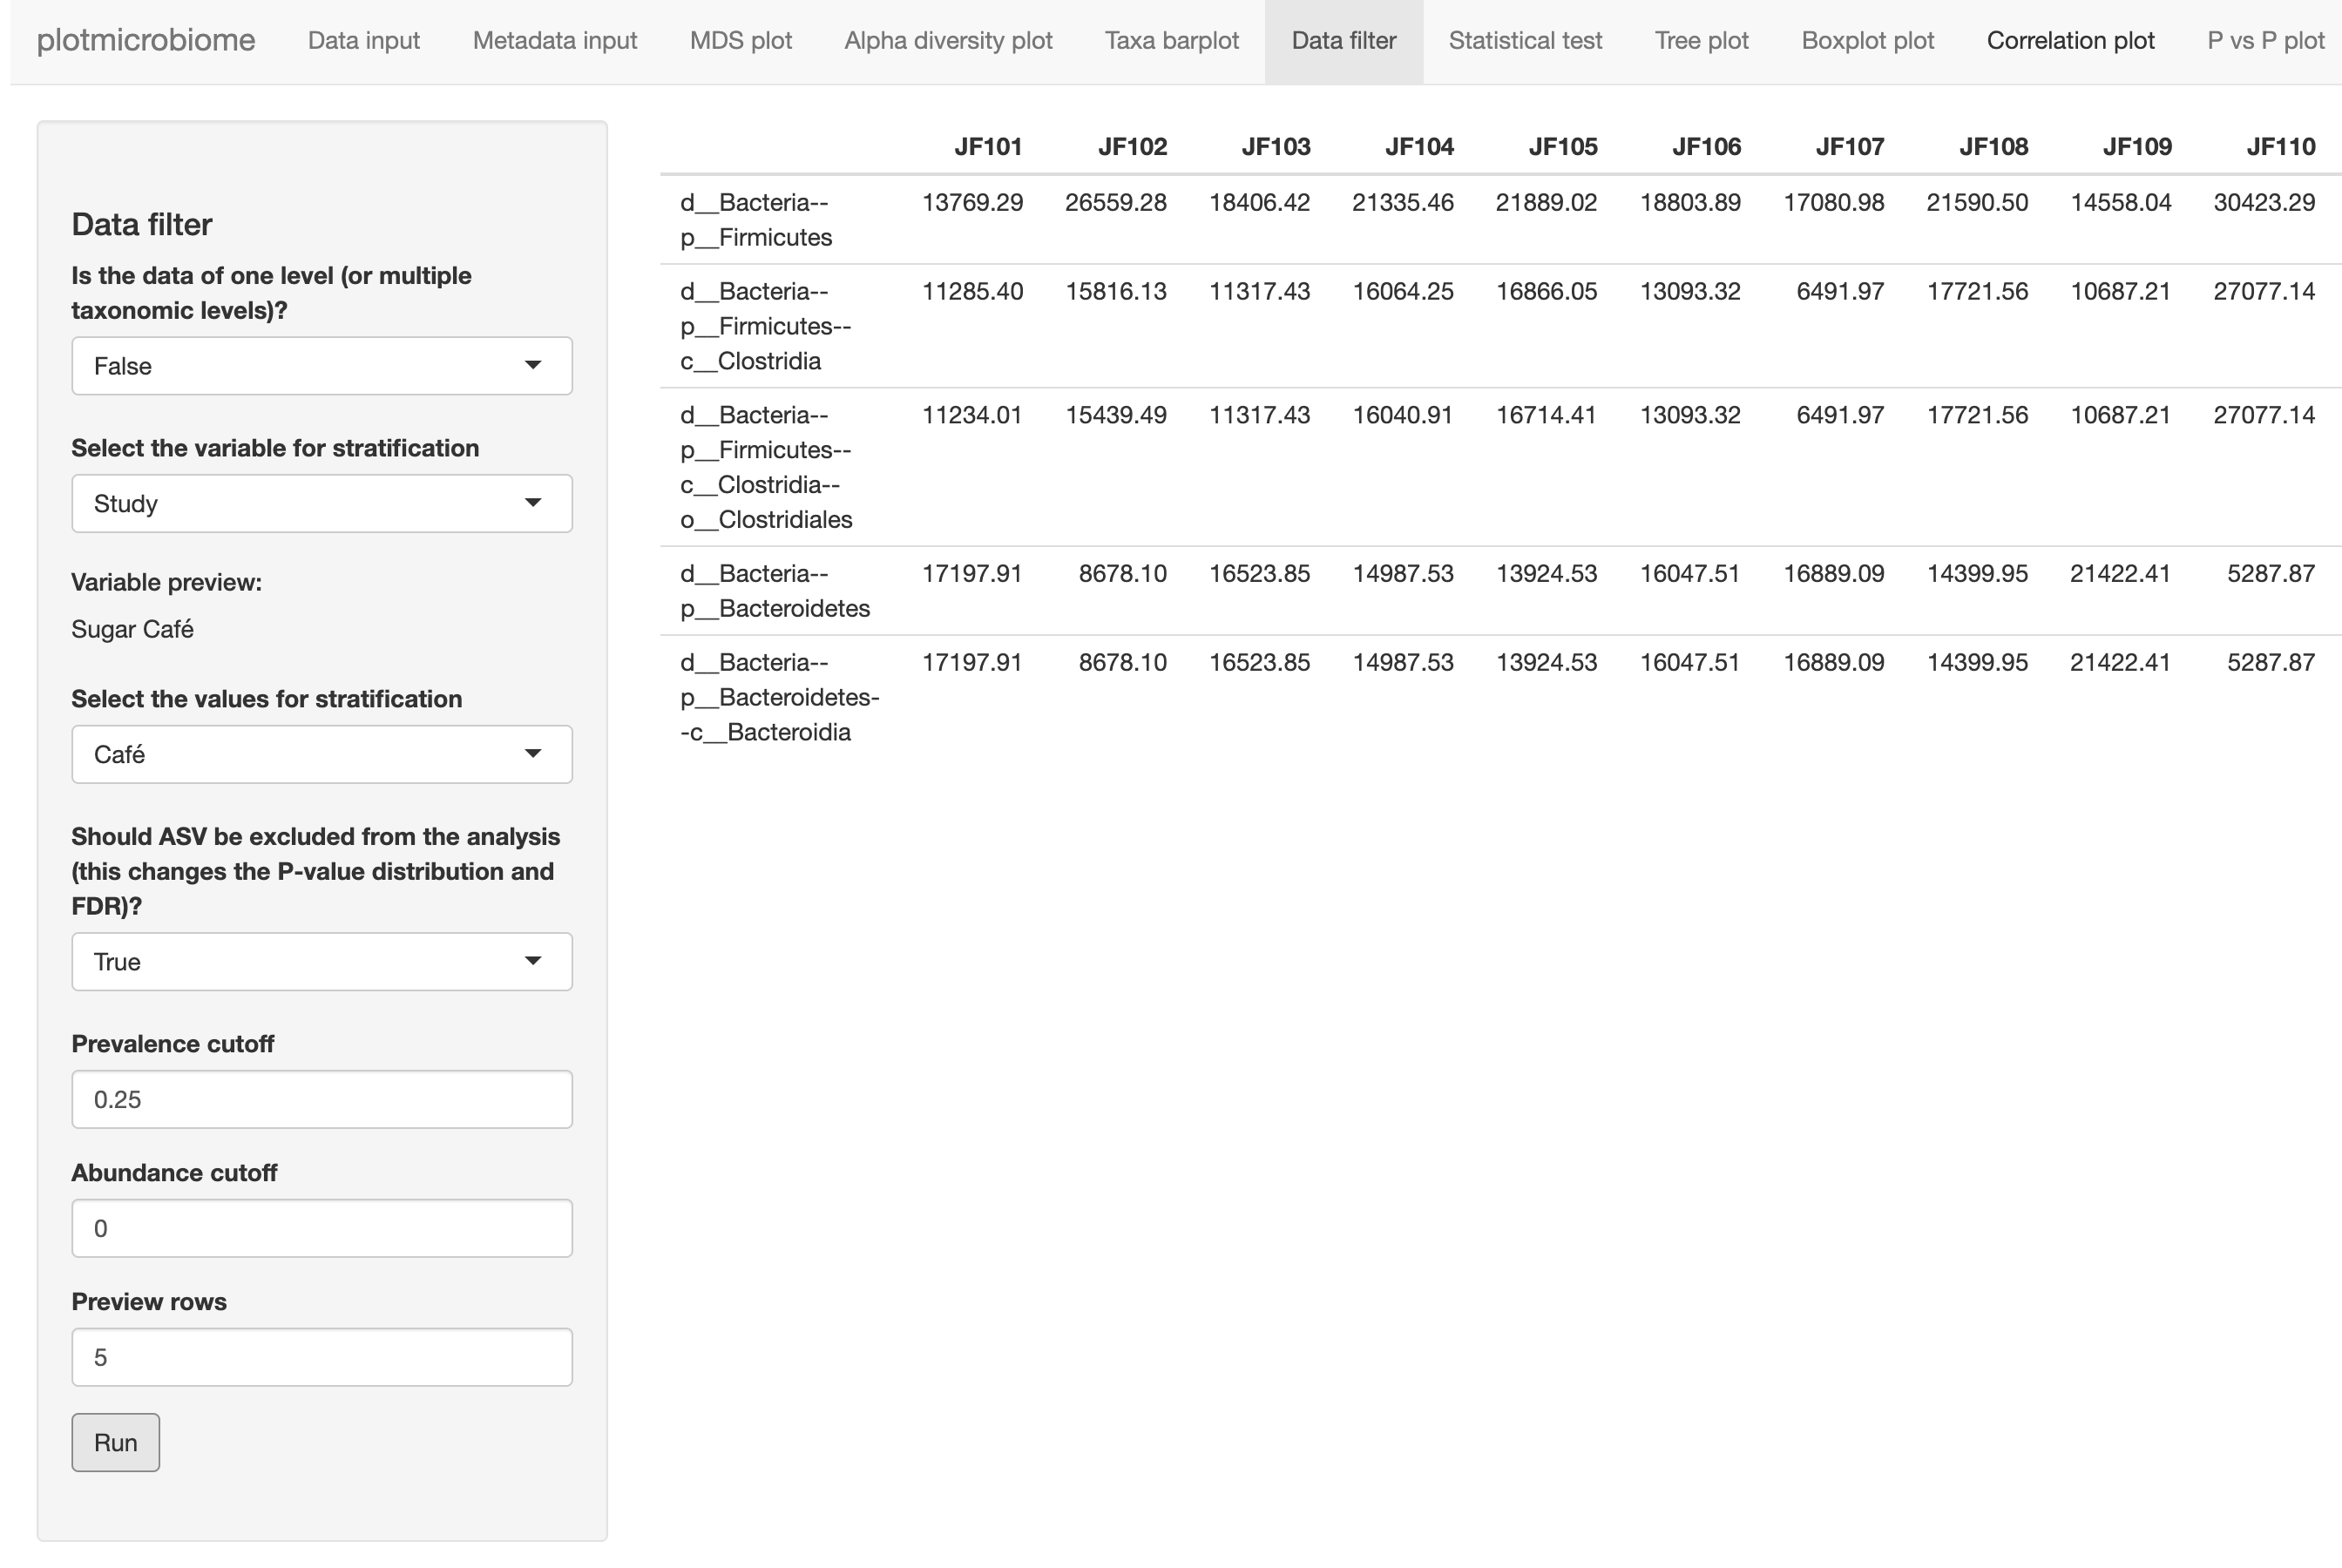 plotmicrobiome Data input Metadata input MDS plot Alpha diversity plot Taxa barplot Data filter Statistical test Tree plot Boxplot plot Correlation plot P vs P plot
Data filter
Is the data of one level (or multiple
taxonomic levels)?
False
Select the variable for stratification
Study
Variable preview:
Sugar Café
Select the values for stratification
Café
Should ASV be excluded from the analysis
(this changes the P-value distribution and
FDR)?
True
Prevalence cutoff
0.25
Abundance cutoff
0
Preview rows
5
Run
JF101 JF102 JF103 JF104 JF105 JF106 JF107 JF108 JF109 JF110
d__Bacteria-- 13769.29 26559.28 18406.42 21335.46 21889.02 18803.89 17080.98 21590.50 14558.04 30423.29
p__Firmicutes
d__Bacteria-- 11285.40 15816.13 11317.43 16064.25 16866.05 13093.32 6491.97 17721.56 10687.21 27077.14
p__Firmicutes--
c__Clostridia
d__Bacteria-- 11234.01 15439.49 11317.43 16040.91 16714.41 13093.32 6491.97 17721.56 10687.21 27077.14
p__Firmicutes--
c__Clostridia--
o__Clostridiales
d__Bacteria-- 17197.91 8678.10 16523.85 14987.53 13924.53 16047.51 16889.09 14399.95 21422.41 5287.87
p__Bacteroidetes
d__Bacteria-- 17197.91 8678.10 16523.85 14987.53 13924.53 16047.51 16889.09 14399.95 21422.41 5287.87
p__Bacteroidetes-
-c__Bacteroidia